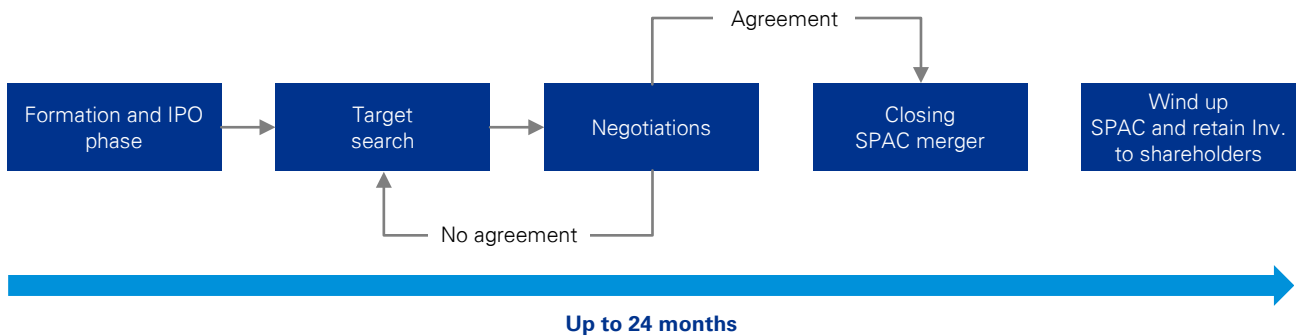 Agreement
Formation and IPO
phase
Target
search
Negotiations
Closing
SPAC merger
Wind up
SPAC and retain Inv.
to shareholders
No agreement
Up to 24 months